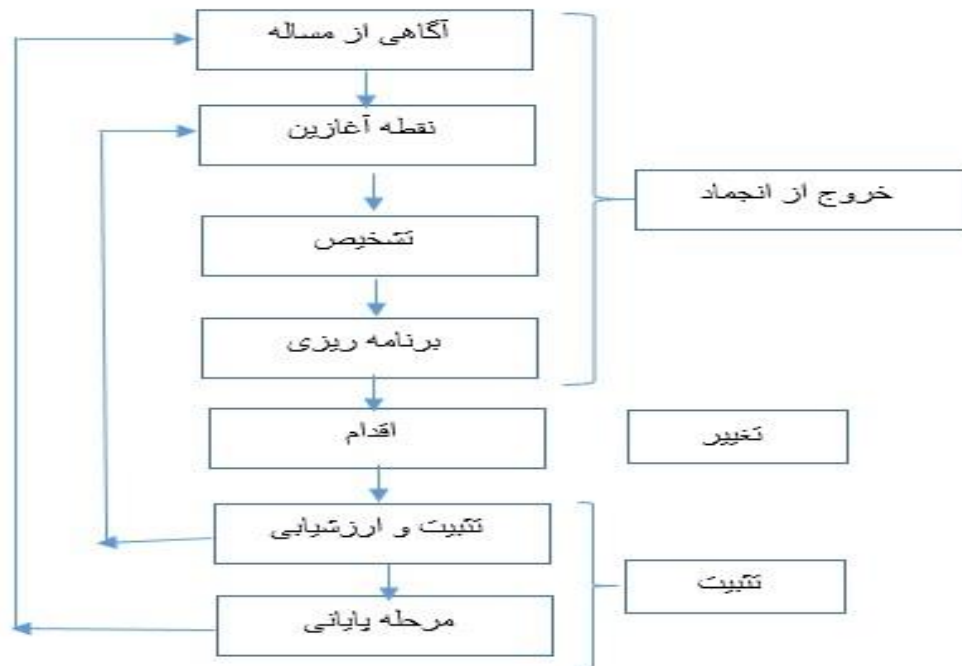 آگاهی از مساله
نقطه آغازین
تشخیص
برنامه ریزی
خروج از انجماد
اقدام
تغییر
تثبیت و ارزشیابی
مرحله پایانی
تثبیت